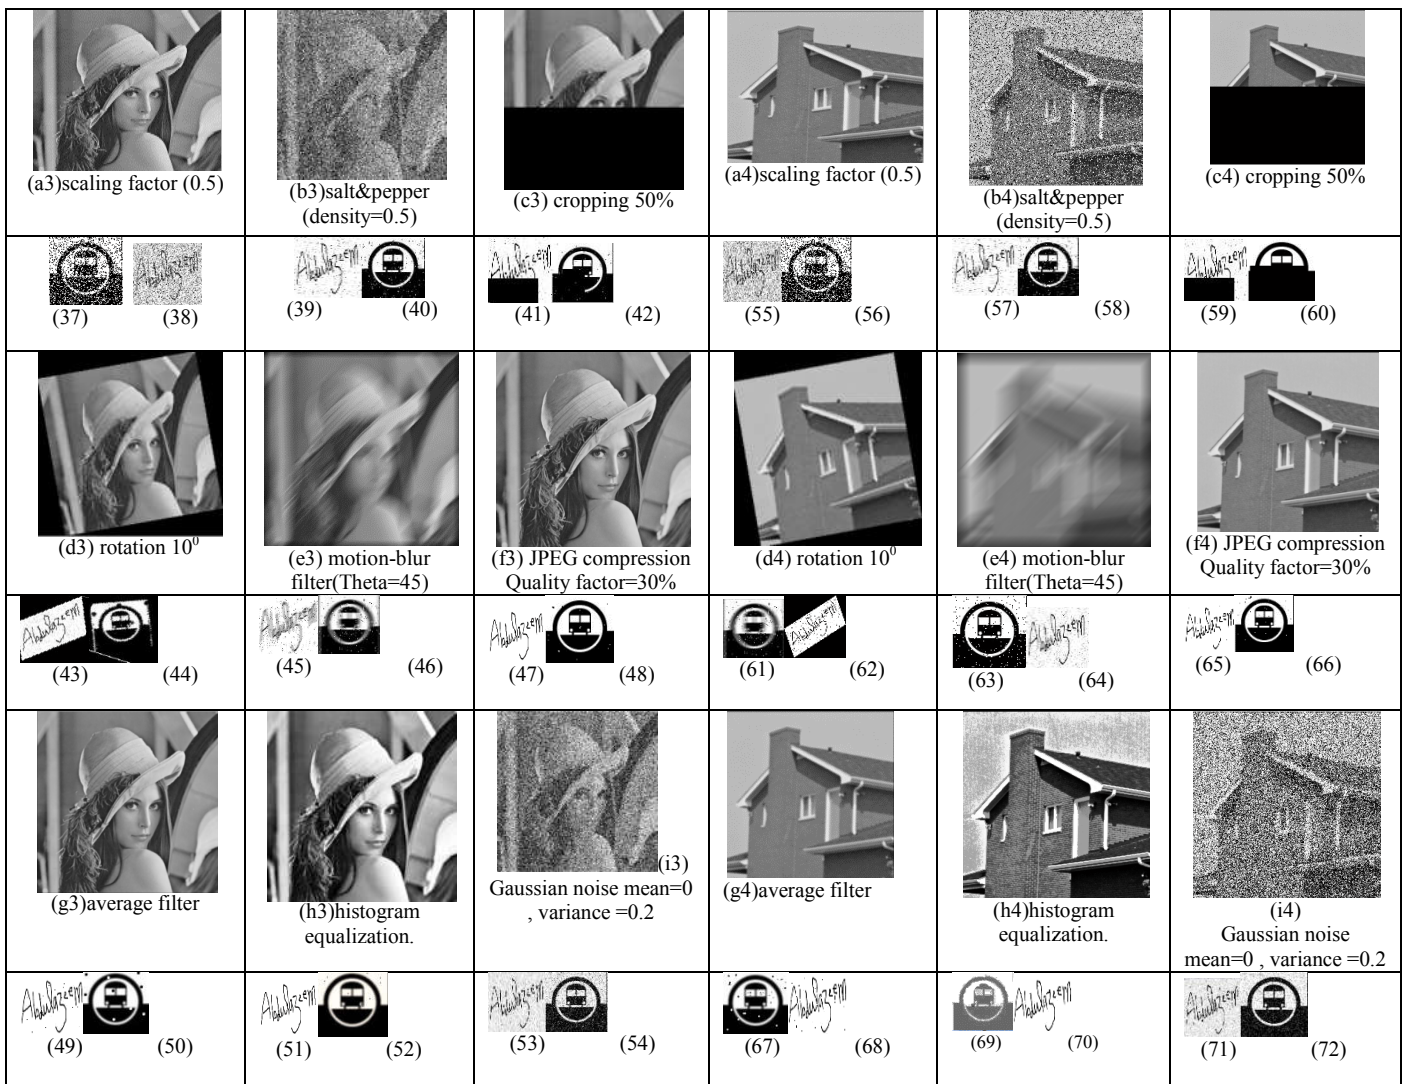 (a3)scaling factor (0.5)
(b3)salt&pepper
(density=0.5)
(c3) cropping 50%
(a4)scaling factor (0.5)
(b4)salt&pepper
(density=0.5)
(c4) cropping 50%
(37) (38)
(39) (40)
(41) (42)
(55) (56)
(57) (58)
(59) (60)
(d3) rotation 10⁰
(e3) motion-blur
filter(Theta=45)
(f3) JPEG compression
Quality factor=30%
(d4) rotation 10⁰
(e4) motion-blur
filter(Theta=45)
(f4) JPEG compression
Quality factor=30%
(43) (44)
(45) (46)
(47) (48)
(61) (62)
(63) (64)
(65) (66)
(g3)average filter
(h3)histogram
equalization.
(i3)
Gaussian noise mean=0
, variance =0.2
(g4)average filter
(h4)histogram
equalization.
(i4)
Gaussian noise
mean=0 , variance =0.2
(49) (50)
(51) (52)
(53) (54)
(67) (68)
(69) (70)
(71) (72)